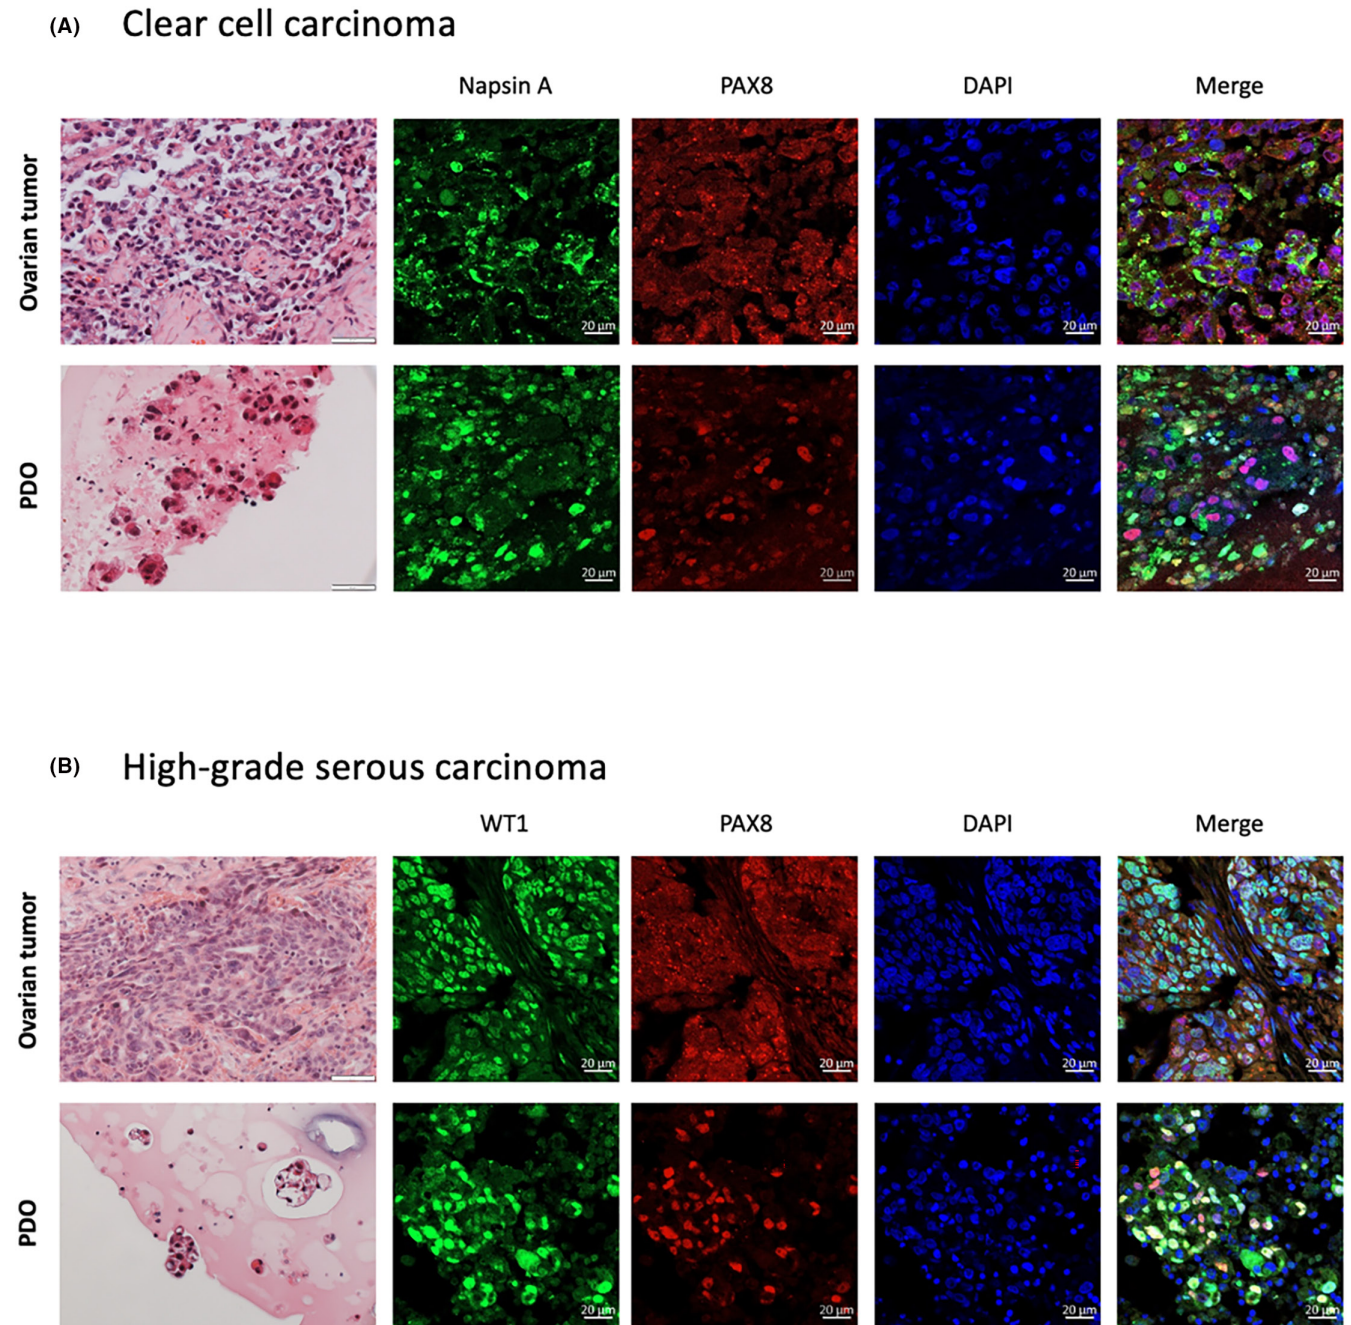 (A) Clear cell carcinoma
Napsin A PAX8 DAPI Merge
Ovarian tumor
20 μm 20 μm 20 μm 20 μm
PDO
20 μm 20 μm 20 μm 20 μm
(B) High-grade serous carcinoma
WT1 PAX8 DAPI Merge
Ovarian tumor
20 μm 20 μm 20 μm 20 μm
PDO
20 μm 20 μm 20 μm 20 μm